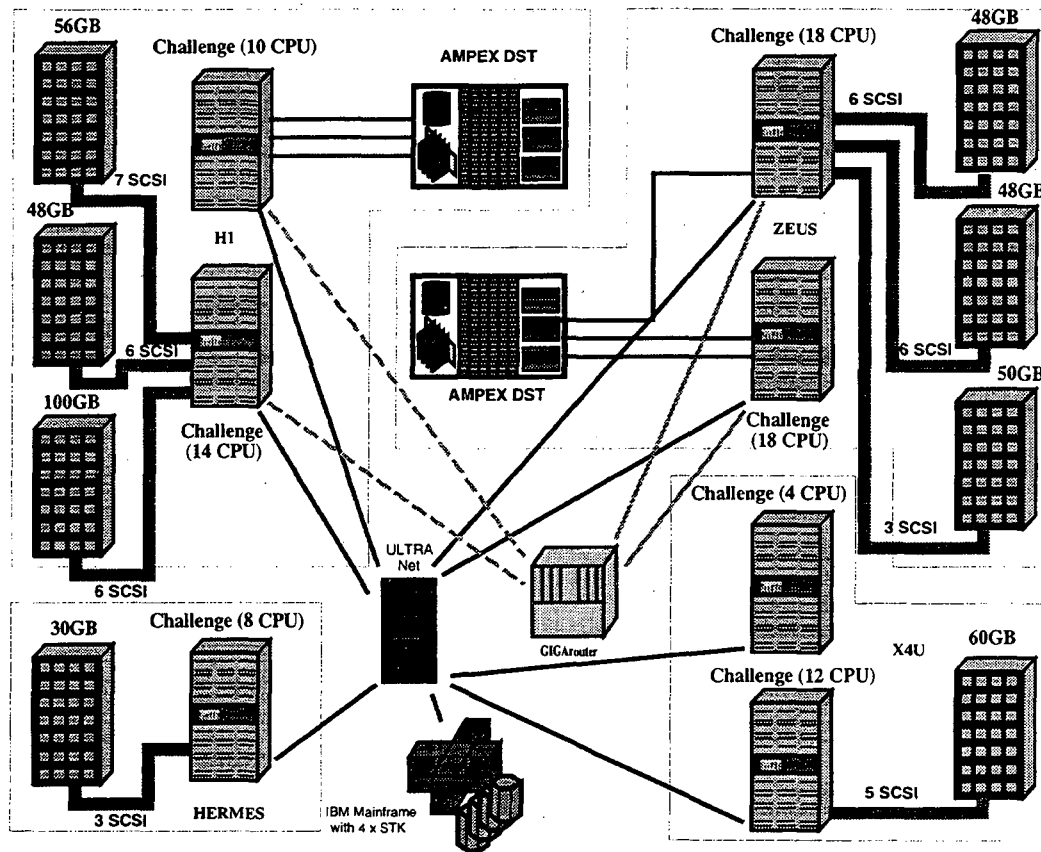 56GB
Challenge (10 CPU)
AMPEX DST
Challenge (18 CPU)
48GB
6 SCSI
7 SCSI
48GB
H1
ZEUS
48GB
6 SCSI
6 SCSI
100GB
AMPEX DST
50GB
Challenge
(14 CPU)
Challenge
(18 CPU)
Challenge (4 CPU)
3 SCSI
ULTRA
Net
6 SCSI
30GB
Challenge (8 CPU)
GIGArouter
X4U
60GB
Challenge (12 CPU)
5 SCSI
3 SCSI
HERMES
IBM Mainframe
with 4 x STK